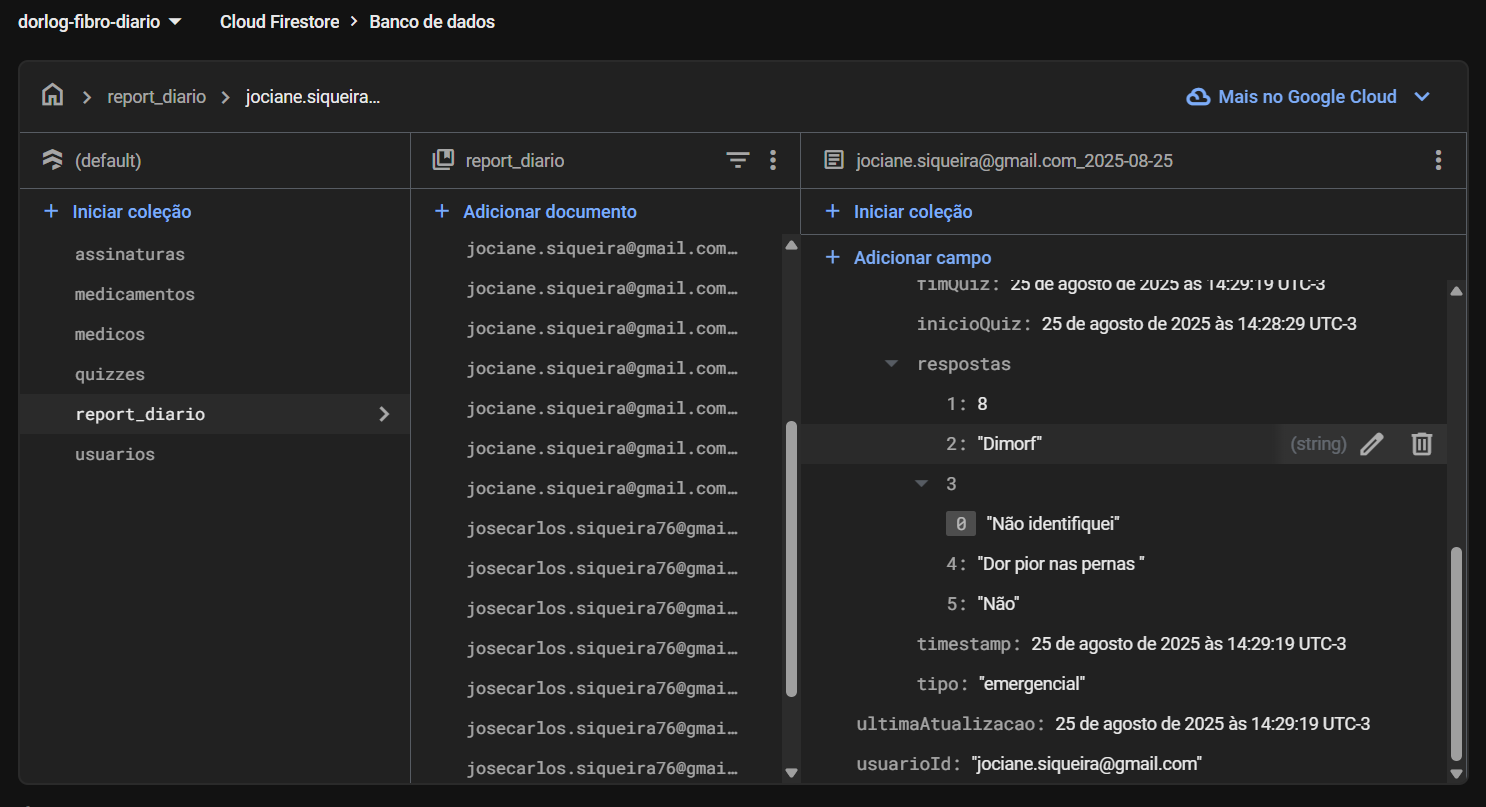 dorlog-fibro-diario
Cloud Firestore > Banco de dados
report_diario
jociane.siqueira...
Mais no Google Cloud
(default)
Iniciar coleção
assinaturas
medicamentos
medicos
quizzes
report_diario
usuarios
report_diario
Adicionar documento
jociane.siqueira@gmail.com…
jociane.siqueira@gmail.com…
jociane.siqueira@gmail.com…
jociane.siqueira@gmail.com…
jociane.siqueira@gmail.com…
jociane.siqueira@gmail.com…
jociane.siqueira@gmail.com…
josecarlos.siqueira76@gmai…
josecarlos.siqueira76@gmai…
josecarlos.siqueira76@gmai…
josecarlos.siqueira76@gmai…
josecarlos.siqueira76@gmai…
josecarlos.siqueira76@gmai…
josecarlos.siqueira76@gmai…
jociane.siqueira@gmail.com_2025-08-25
Iniciar coleção
Adicionar campo
fimQuiz: 25 de agosto de 2025 às 14:29:19 UTC-3
inicioQuiz: 25 de agosto de 2025 às 14:28:29 UTC-3
respostas
1: 8
2: "Dimorf" (string)
3
0 "Não identifiquei"
4: "Dor pior nas pernas "
5: "Não"
timestamp: 25 de agosto de 2025 às 14:29:19 UTC-3
tipo: "emergencial"
ultimaAtualizacao: 25 de agosto de 2025 às 14:29:19 UTC-3
usuarioId: "jociane.siqueira@gmail.com"